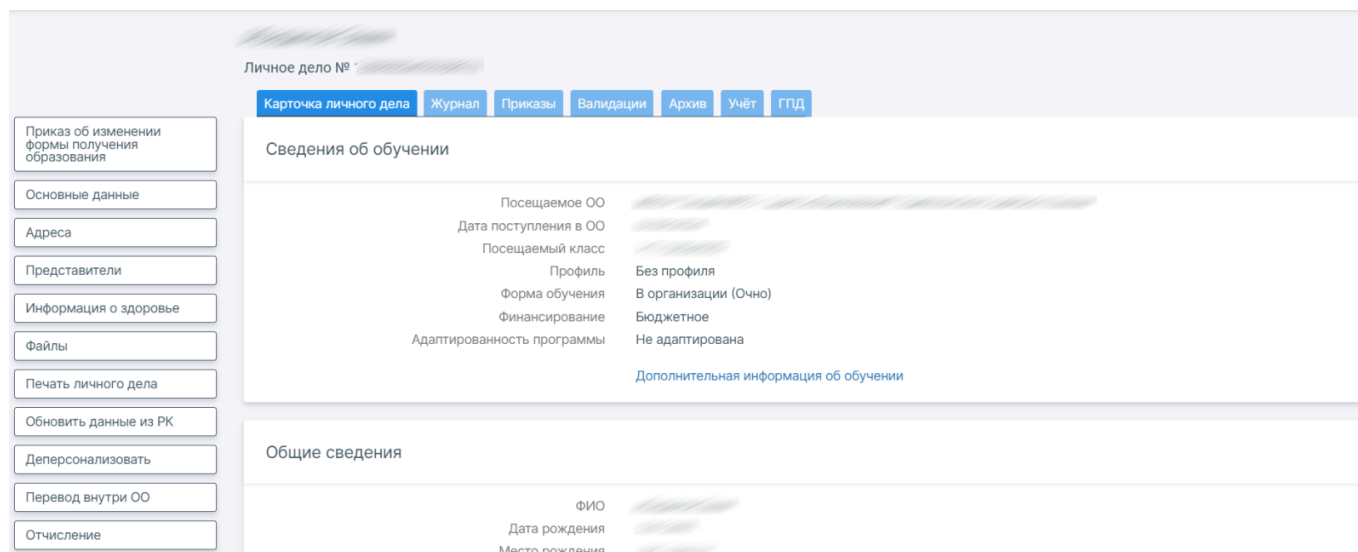 Личное дело №
Карточка личного дела Журнал Приказы Валидации Архив Учёт ГПД
Приказ об изменении
формы получения
образования
Основные данные
Адреса
Представители
Информация о здоровье
Файлы
Печать личного дела
Обновить данные из РК
Деперсонализовать
Перевод внутри ОО
Отчисление
Сведения об обучении
Посещаемое ОО
Дата поступления в ОО
Посещаемый класс
Профиль Без профиля
Форма обучения В организации (Очно)
Финансирование Бюджетное
Адаптированность программы Не адаптирована
Дополнительная информация об обучении
Общие сведения
ФИО
Дата рождения
Место рождения